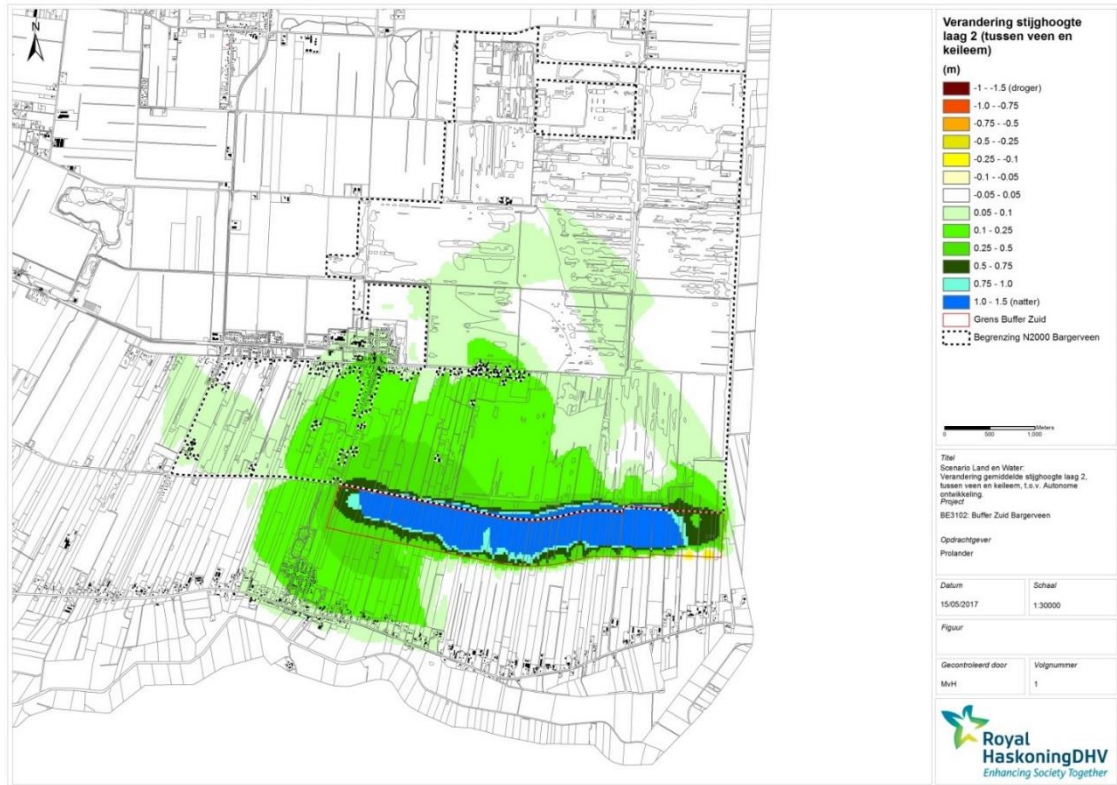 N
Verandering stijghoogte
laag 2 (tussen veen en
keileem)
(m)
-1 - -1.5 (droger)
-1.0 - -0.75
-0.75 - -0.5
-0.5 - -0.25
-0.25 - -0.1
-0.1 - -0.05
-0.05 - 0.05
0.05 - 0.1
0.1 - 0.25
0.25 - 0.5
0.5 - 0.75
0.75 - 1.0
1.0 - 1.5 (natter)
Grens Buffer Zuid
Begrenzing N2000 Bargerveen
Meters
0 500 1,000
Titel
Scenario Land en Water:
Verandering gemiddelde stijghoogte laag 2,
tussen veen en keileem, t.o.v. Autonome
ontwikkeling.
Project
BE3102: Buffer Zuid Bargerveen
Opdrachtgever
Prolander
Datum Schaal
15/05/2017 1:30000
Figuur
Gecontroleerd door Volgnummer
MvH 1
Royal
HaskoningDHV
Enhancing Society Together